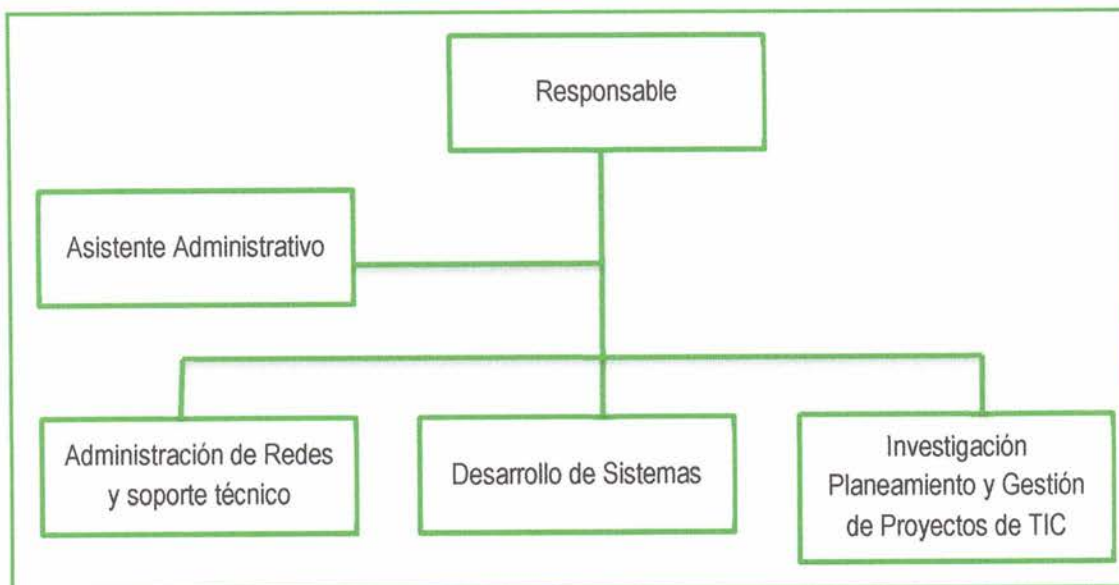 Responsable
Asistente Administrativo
Administración de Redes
y soporte técnico
Desarrollo de Sistemas
Investigación
Planeamiento y Gestión
de Proyectos de TIC